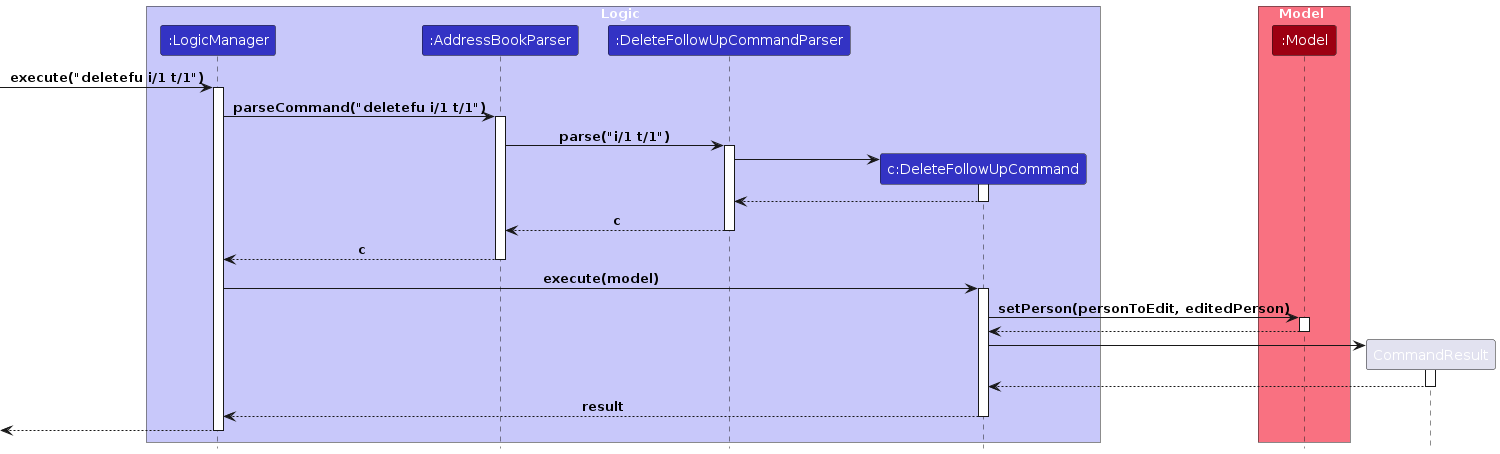 Logic
Model
:LogicManager
:AddressBookParser
:DeleteFollowUpCommandParser
:Model
execute("deletefu i/1 t/1")
parseCommand("deletefu i/1 t/1")
parse("i/1 t/1")
c:DeleteFollowUpCommand
c
c
execute(model)
setPerson(personToEdit, editedPerson)
CommandResult
result